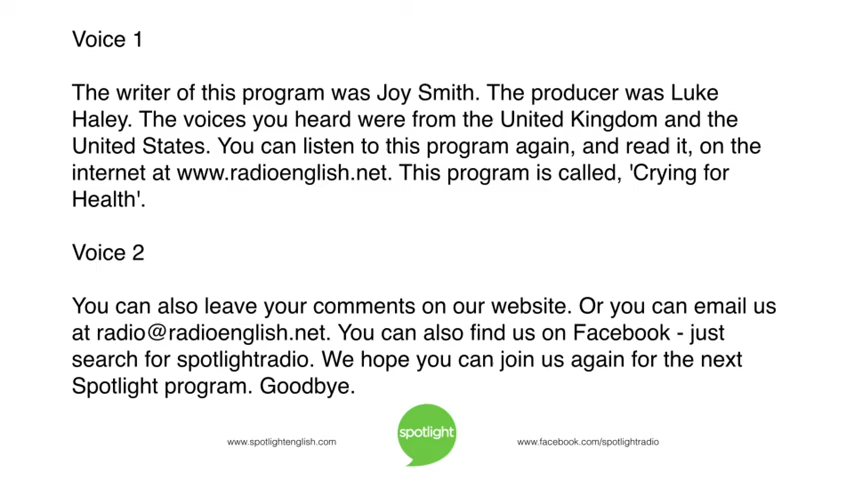 Voice 1
The writer of this program was Joy Smith. The producer was Luke
Haley. The voices you heard were from the United Kingdom and the
United States. You can listen to this program again, and read it, on the
internet at www.radioenglish.net. This program is called, 'Crying for
Health'.
Voice 2
You can also leave your comments on our website. Or you can email us
at radio@radioenglish.net. You can also find us on Facebook - just
search for spotlightradio. We hope you can join us again for the next
Spotlight program. Goodbye.
www.spotlightenglish.com
spotlight
www.facebook.com/spotlightradio